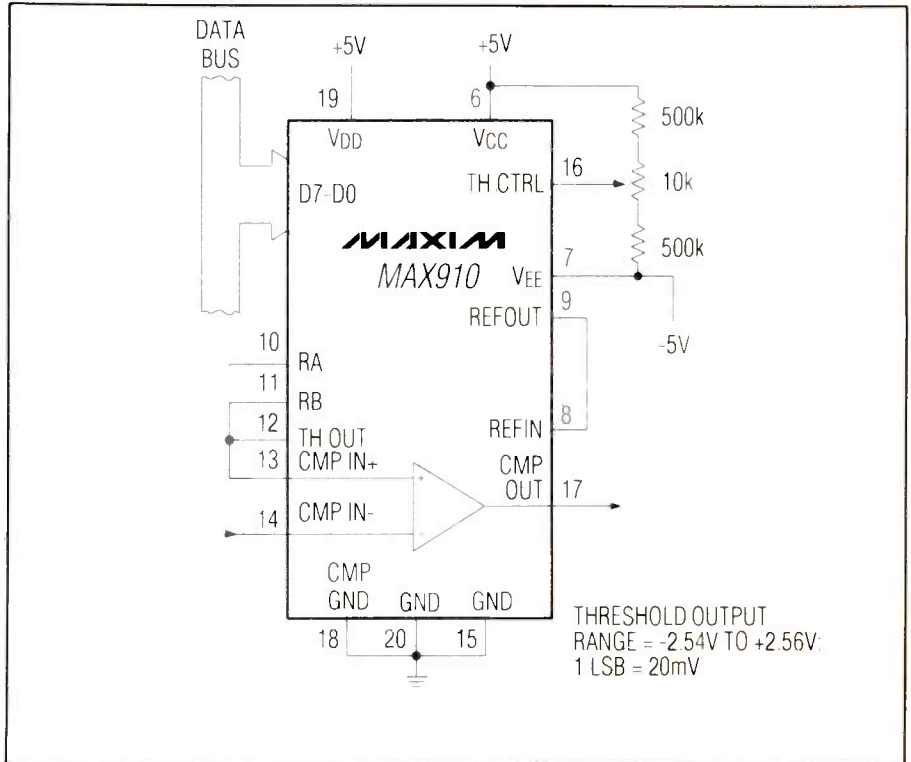 DATA
BUS
+5V
+5V
19
6
VDD
VCC
500k
TH CTRL
16
10k
D7-D0
MAXIM
MAX910
500k
VEE
7
REFOUT
9
-5V
10
RA
11
RB
REFIN
8
12
TH OUT
13
CMP IN+
CMP
OUT
17
+
-
14
CMP IN-
CMP
GND
GND
GND
18
20
15
THRESHOLD OUTPUT
RANGE = -2.54V TO +2.56V;
1 LSB = 20mV